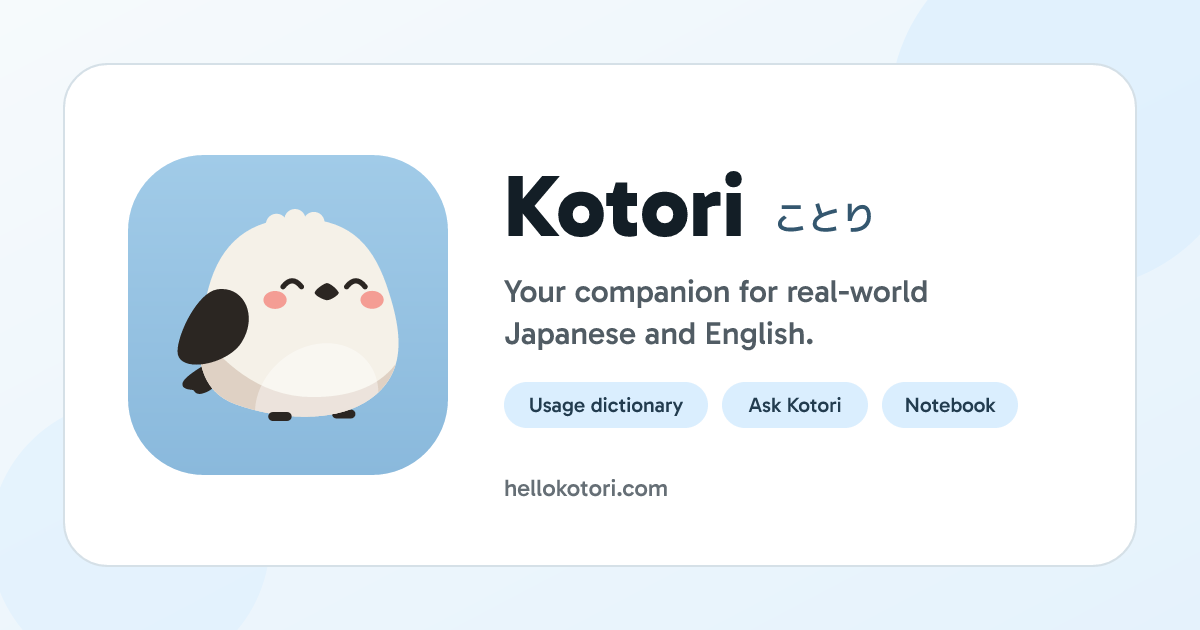 Kotori ことり
Your companion for real-world
Japanese and English.
Usage dictionary Ask Kotori Notebook
hellokotori.com